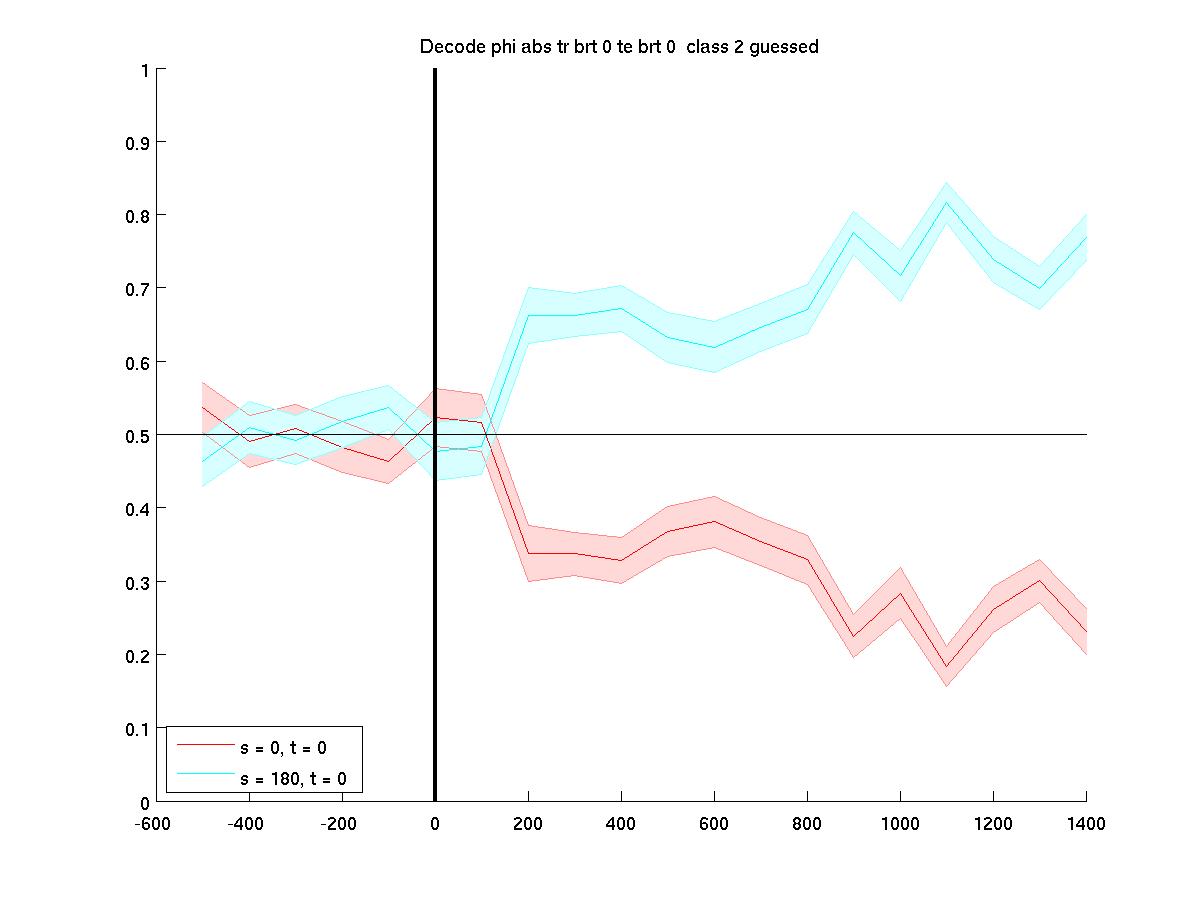 Decode phi abs tr brt 0 te brt 0  class 2 guessed
1
0.9
0.8
0.7
0.6
0.5
0.4
0.3
0.2
0.1
0
s = 0, t = 0
s = 180, t = 0
-600 -400 -200 0 200 400 600 800 1000 1200 1400